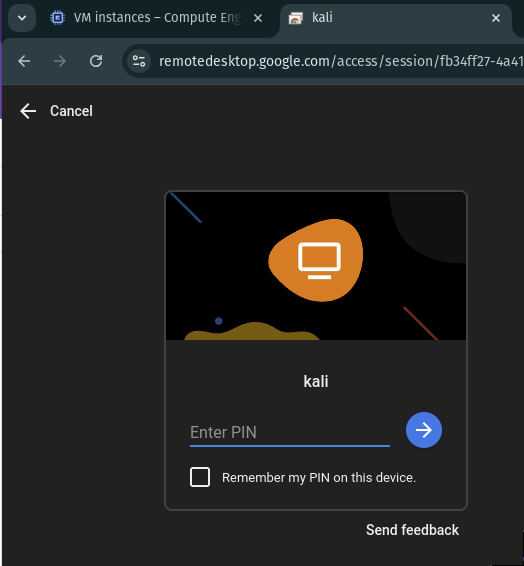 VM instances – Compute Eng
kali
remotedesktop.google.com/access/session/fb34ff27-4a41
Cancel
kali
Enter PIN
Remember my PIN on this device.
Send feedback